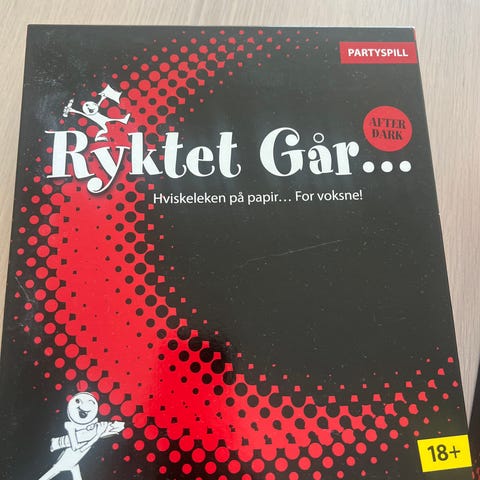 PARTYSPILL
AFTER
DARK
Ryktet Går...
Hviskeleken på papir... For voksne!
18+